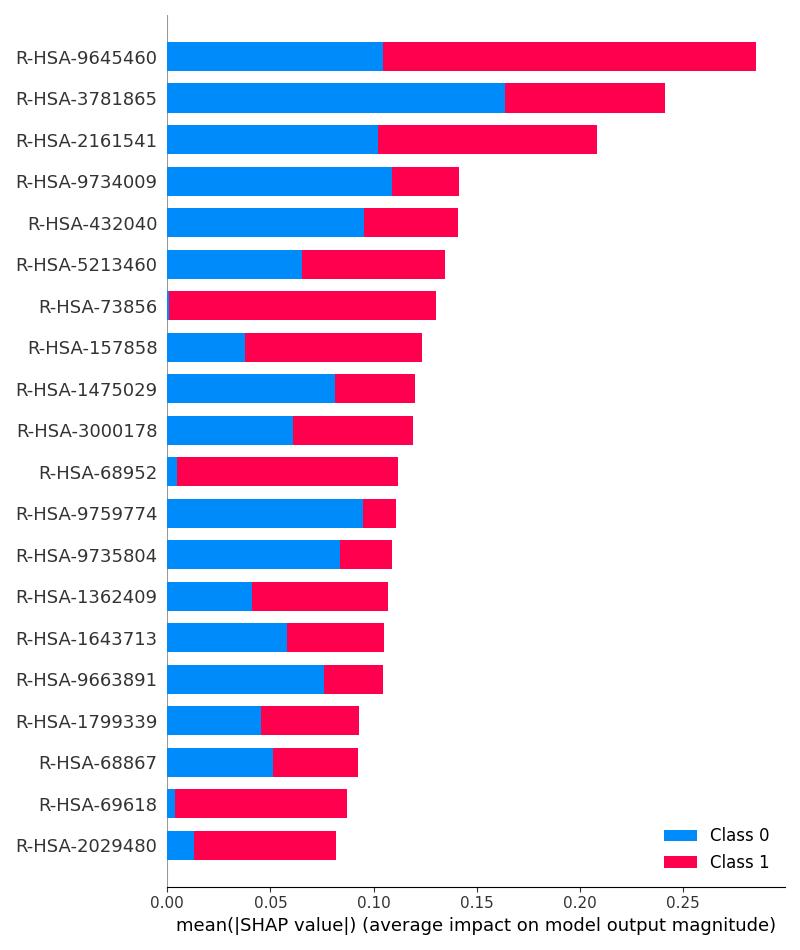 R-HSA-9645460
R-HSA-3781865
R-HSA-2161541
R-HSA-9734009
R-HSA-432040
R-HSA-5213460
R-HSA-73856
R-HSA-157858
R-HSA-1475029
R-HSA-3000178
R-HSA-68952
R-HSA-9759774
R-HSA-9735804
R-HSA-1362409
R-HSA-1643713
R-HSA-9663891
R-HSA-1799339
R-HSA-68867
R-HSA-69618
R-HSA-2029480
Class 0
Class 1
0.00 0.05 0.10 0.15 0.20 0.25
mean(|SHAP value|) (average impact on model output magnitude)